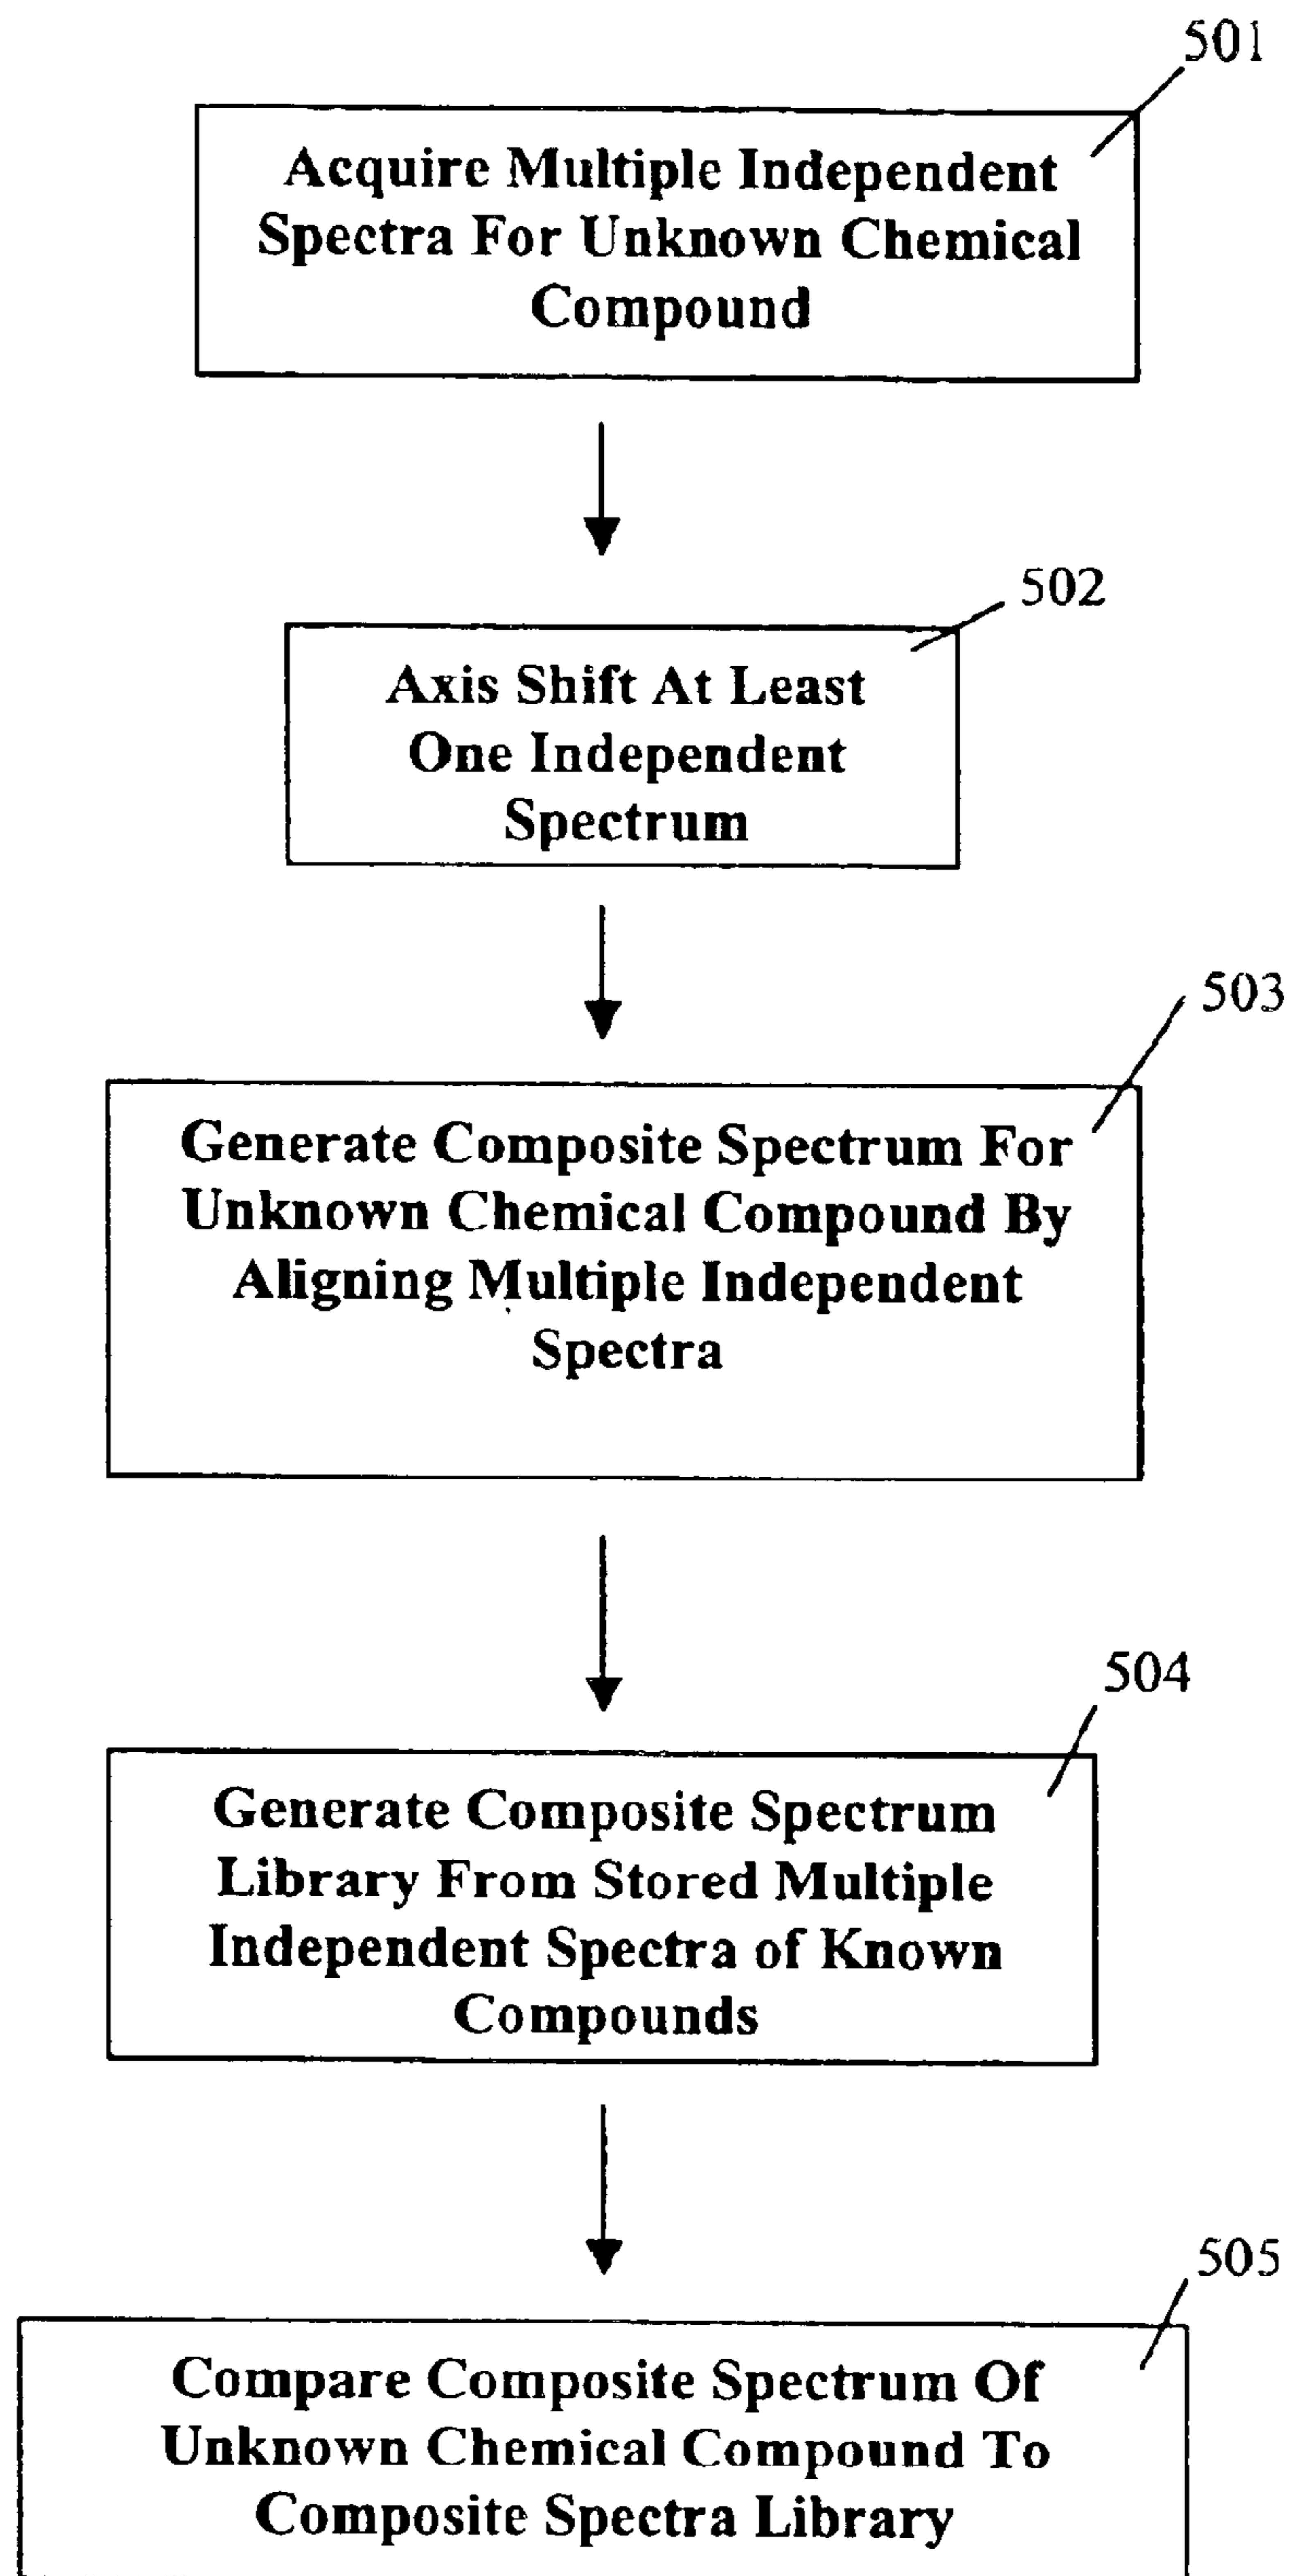 501
Acquire Multiple Independent
Spectra For Unknown Chemical
Compound
502
Axis Shift At Least
One Independent
Spectrum
503
Generate Composite Spectrum For
Unknown Chemical Compound By
Aligning Multiple Independent
Spectra
504
Generate Composite Spectrum
Library From Stored Multiple
Independent Spectra of Known
Compounds
505
Compare Composite Spectrum Of
Unknown Chemical Compound To
Composite Spectra Library